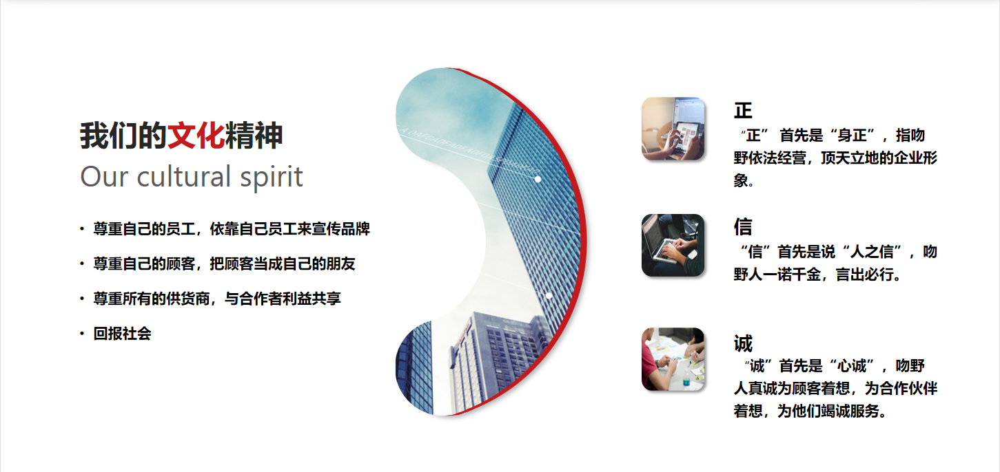 我们的文化精神
Our cultural spirit
• 尊重自己的员工，依靠自己员工来宣传品牌
• 尊重自己的顾客，把顾客当成自己的朋友
• 尊重所有的供货商，与合作者利益共享
• 回报社会
正
“正” 首先是“身正”，指吻
野依法经营，顶天立地的企业形
象。
信
“信”首先是说“人之信”，吻
野人一诺千金，言出必行。
诚
“诚”首先是“心诚”，吻野
人真诚为顾客着想，为合作伙伴
着想，为他们竭诚服务。